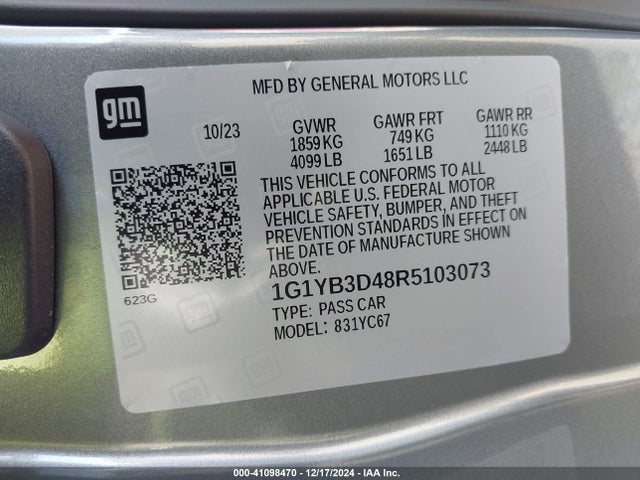 MFD BY GENERAL MOTORS LLC
gm
10/23
GVWR GAWR FRT GAWR RR
1859 KG 749 KG 1110 KG
4099 LB 1651 LB 2448 LB
THIS VEHICLE CONFORMS TO ALL
APPLICABLE U.S. FEDERAL MOTOR
VEHICLE SAFETY, BUMPER, AND THEFT
PREVENTION STANDARDS IN EFFECT ON
THE DATE OF MANUFACTURE SHOWN
ABOVE.
623G
1G1YB3D48R5103073
TYPE: PASS CAR
MODEL: 831YC67
000-41098470 - 12/17/2024 - IAA Inc.